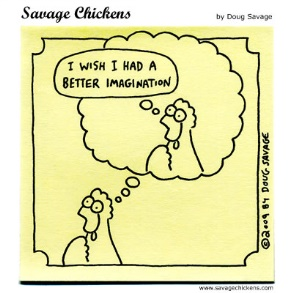 Savage Chickens
by Doug Savage
I WISH I HAD A
BETTER IMAGINATION
©2009 BY DOUG SAVAGE
www.savagechickens.com